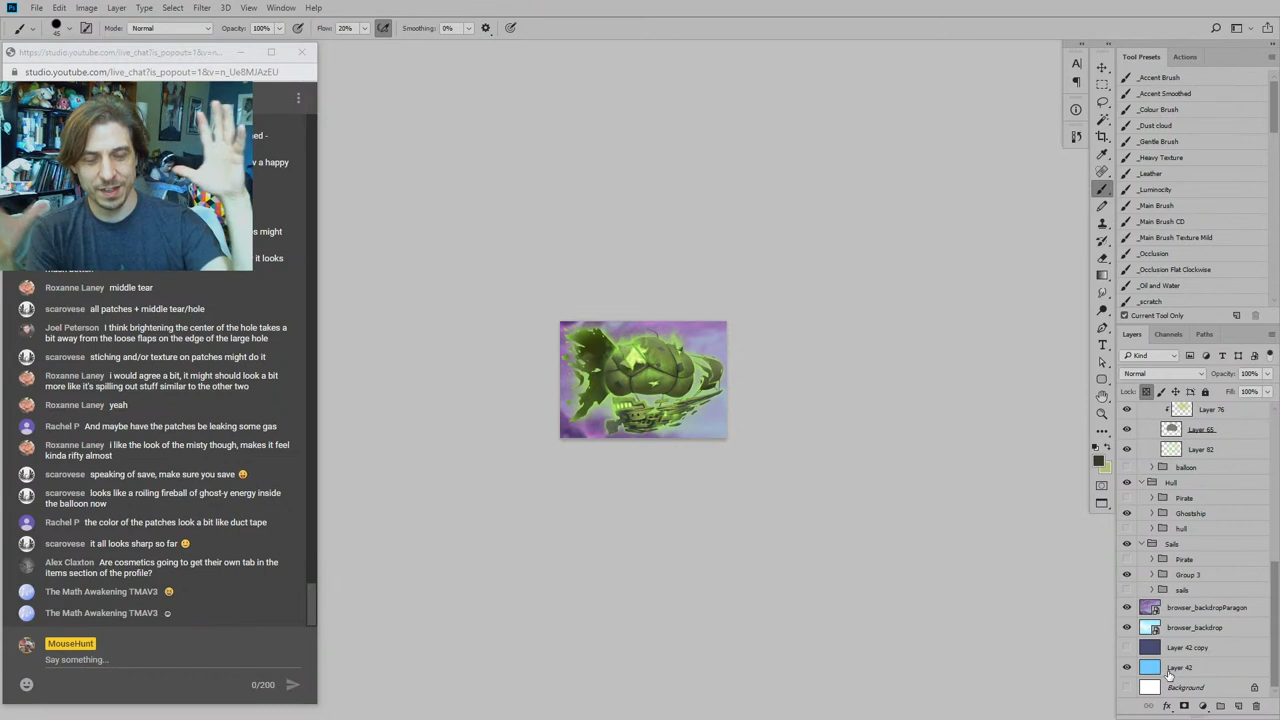 Ps File Edit Image Layer Type Select Filter 3D View Window Help
45 Mode: Normal Opacity: 100% Flow: 20% Smoothing: 0%
https://studio.youtube.com/live_chat?is_popout=1&v=n_...
studio.youtube.com/live_chat?is_popout=1&v=n_Ue8MJAzEU
a happy
s might
it looks
Roxanne Laney middle tear
scarovese all patches + middle tear/hole
Joel Peterson I think brightening the center of the hole takes a
bit away from the loose flaps on the edge of the large hole
scarovese stiching and/or texture on patches might do it
Roxanne Laney i would agree a bit, it might should look a bit
more like it's spilling out stuff similar to the other two
Roxanne Laney yeah
Rachel P And maybe have the patches be leaking some gas
Roxanne Laney i like the look of the misty though, makes it feel
kinda rifty almost
scarovese speaking of save, make sure you save 😄
scarovese looks like a roiling fireball of ghost-y energy inside
the balloon now
Rachel P the color of the patches look a bit like duct tape
scarovese it all looks sharp so far 🙂
Alex Claxton Are cosmetics going to get their own tab in the
items section of the profile?
The Math Awakening TMAV3 😄
The Math Awakening TMAV3
MouseHunt
Say something...
0/200
Tool Presets Actions
_Accent Brush
_Accent Smoothed
_Colour Brush
_Dust cloud
_Gentle Brush
_Heavy Texture
_Leather
_Luminocity
_Main Brush
_Main Brush CD
_Main Brush Texture Mild
_Occlusion
_Occlusion Flat Clockwise
_Oil and Water
_scratch
Current Tool Only
Layers Channels Paths
Kind
Normal Opacity: 100%
Lock: Fill: 100%
Layer 76
Layer 65
Layer 82
balloon
Hull
Pirate
Ghostship
hull
Sails
Pirate
Group 3
sails
browser_backdropParagon
browser_backdrop
Layer 42 copy
Layer 42
Background
fx